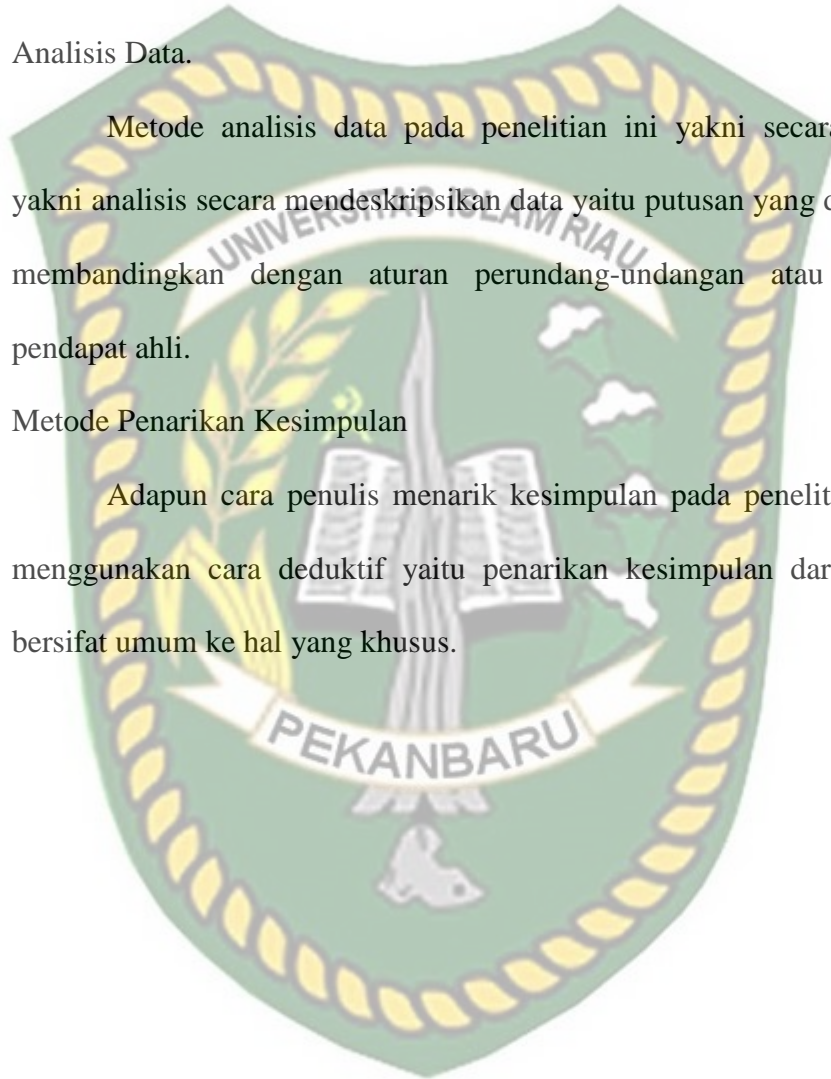 Analisis Data.
Metode analisis data pada penelitian ini yakni secara
yakni analisis secara mendeskripsikan data yaitu putusan yang
UNIVERSITAS ISLAM RIAU
membandingkan dengan aturan perundang-undangan atau
pendapat ahli.
Metode Penarikan Kesimpulan
Adapun cara penulis menarik kesimpulan pada
menggunakan cara deduktif yaitu penarikan kesimpulan
bersifat umum ke hal yang khusus.
PEKANBARU